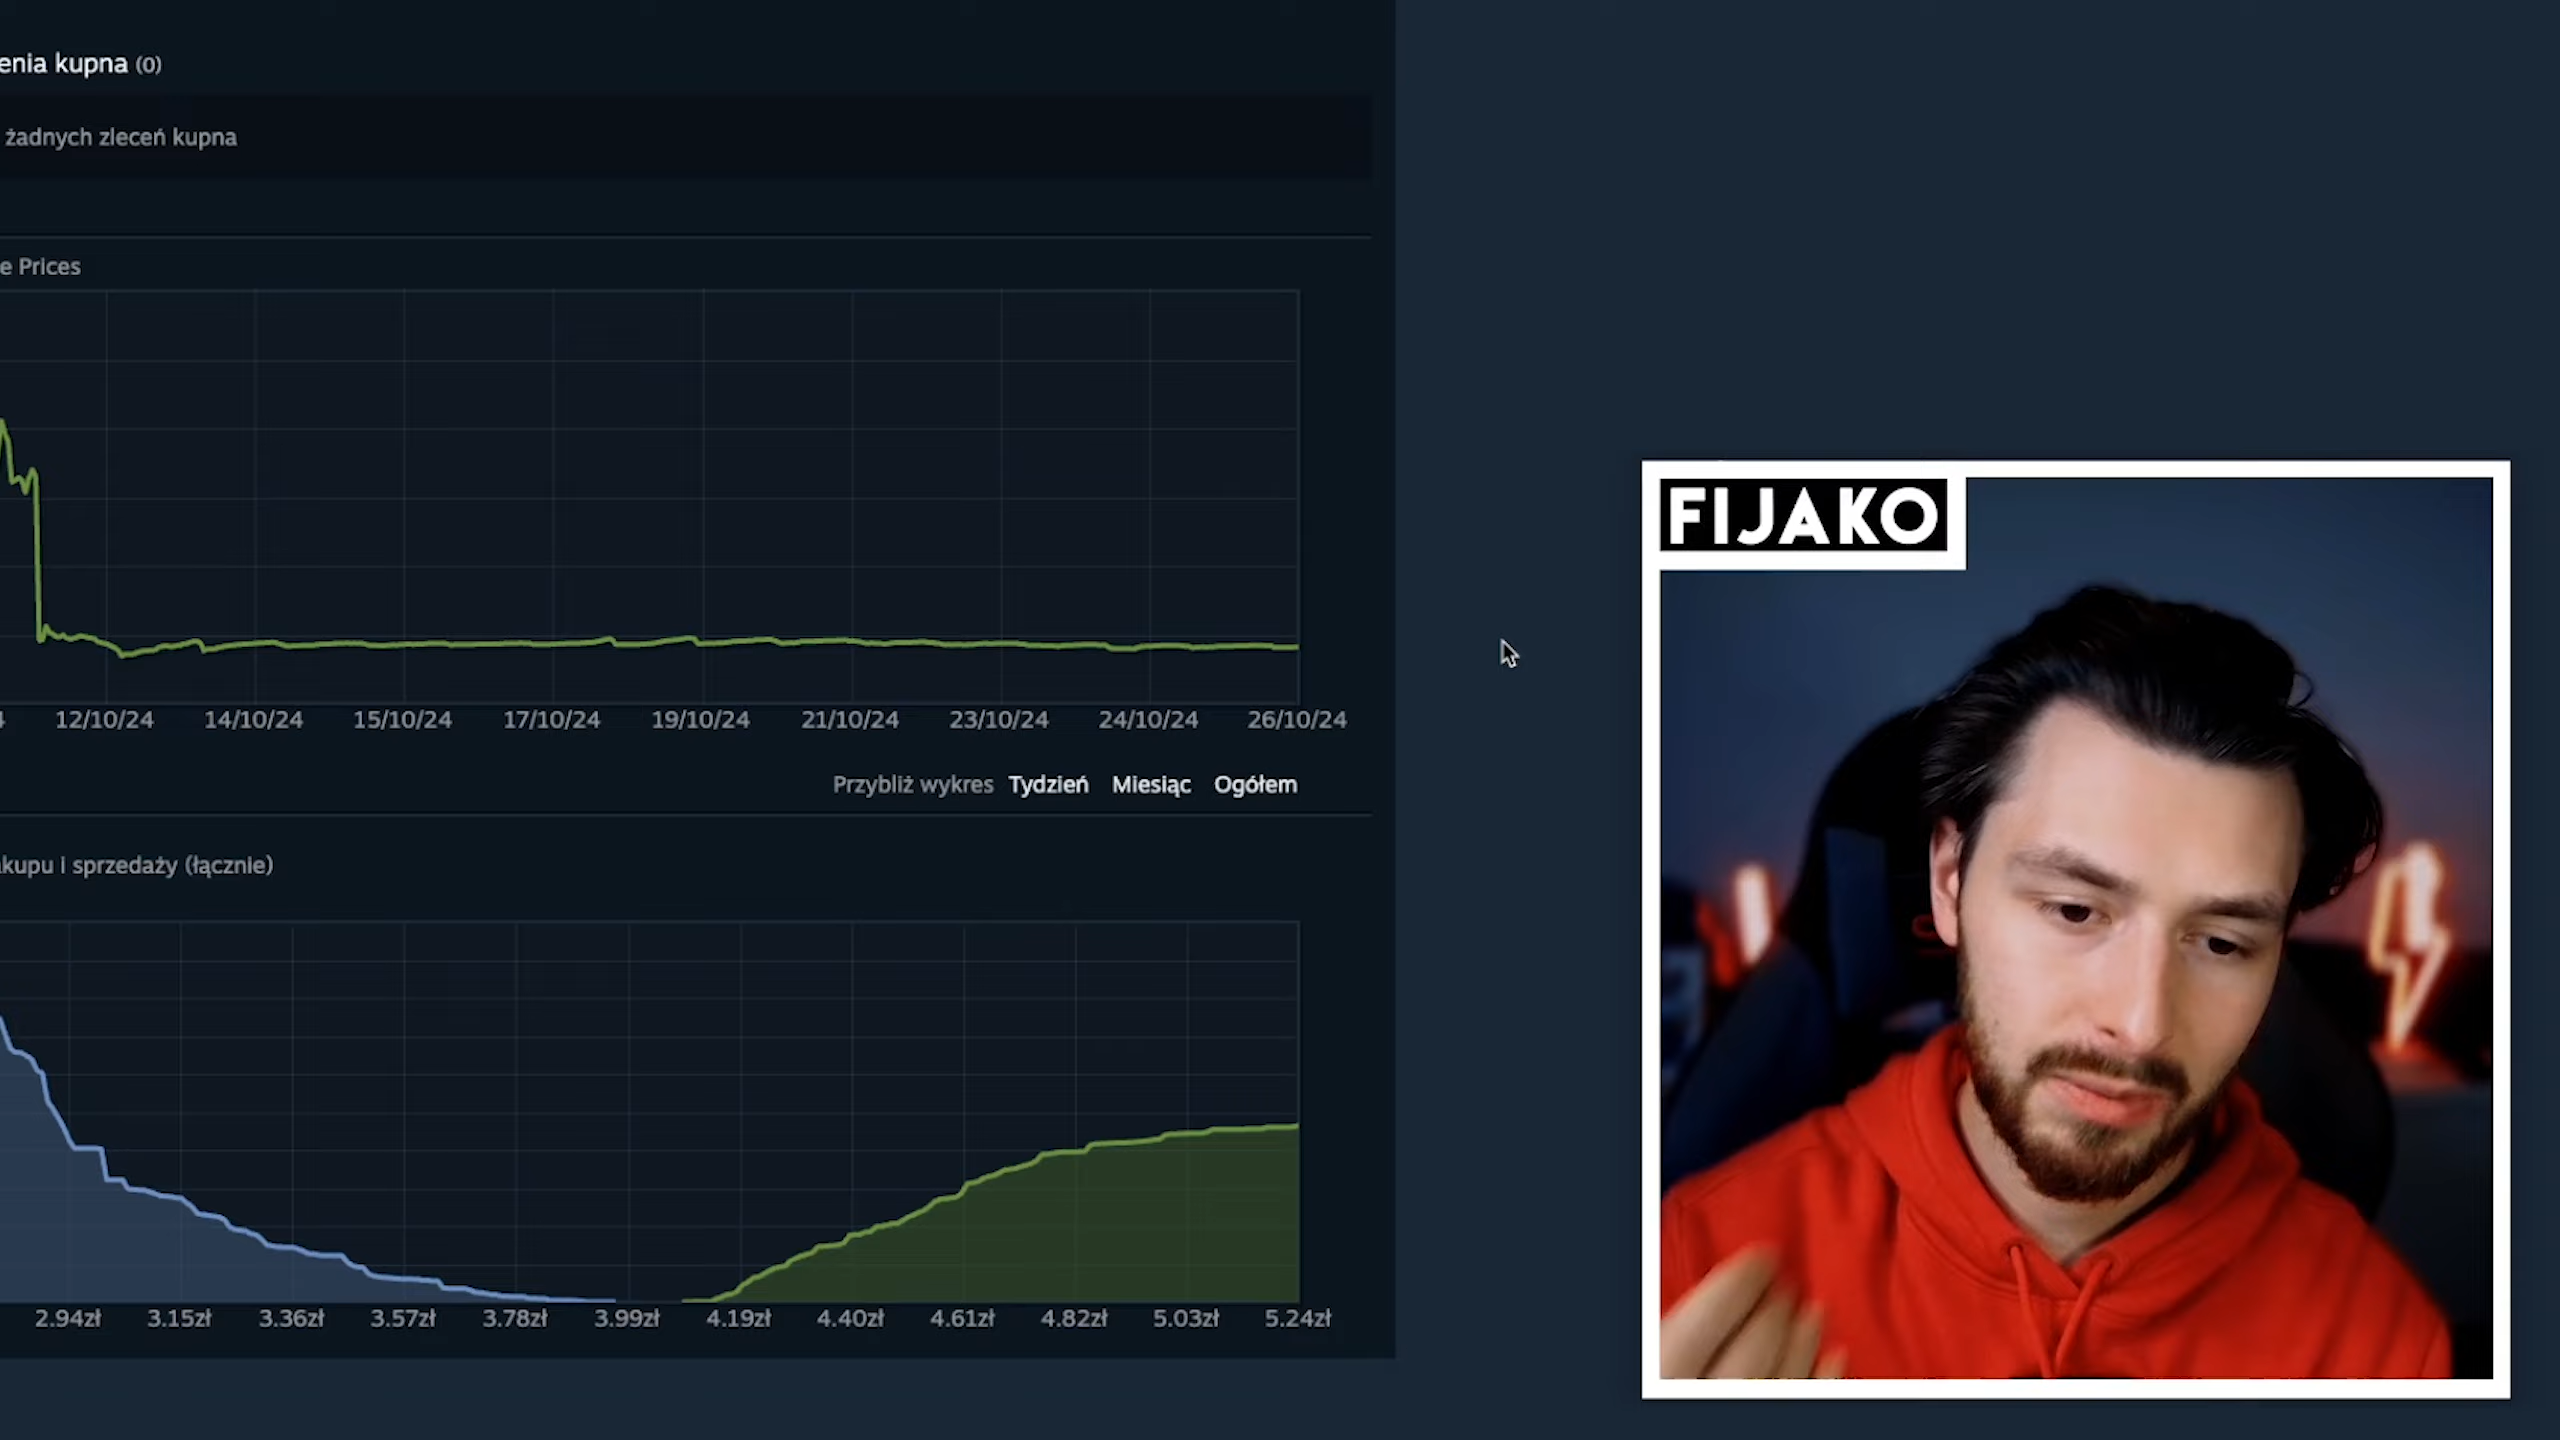 enia kupna (0)
żadnych zleceń kupna
e Prices
4 12/10/24 14/10/24 15/10/24 17/10/24 19/10/24 21/10/24 23/10/24 24/10/24 26/10/24
Przybliż wykres Tydzień Miesiąc Ogółem
akupu i sprzedaży (łącznie)
2.94zł 3.15zł 3.36zł 3.57zł 3.78zł 3.99zł 4.19zł 4.40zł 4.61zł 4.82zł 5.03zł 5.24zł
FIJAKO